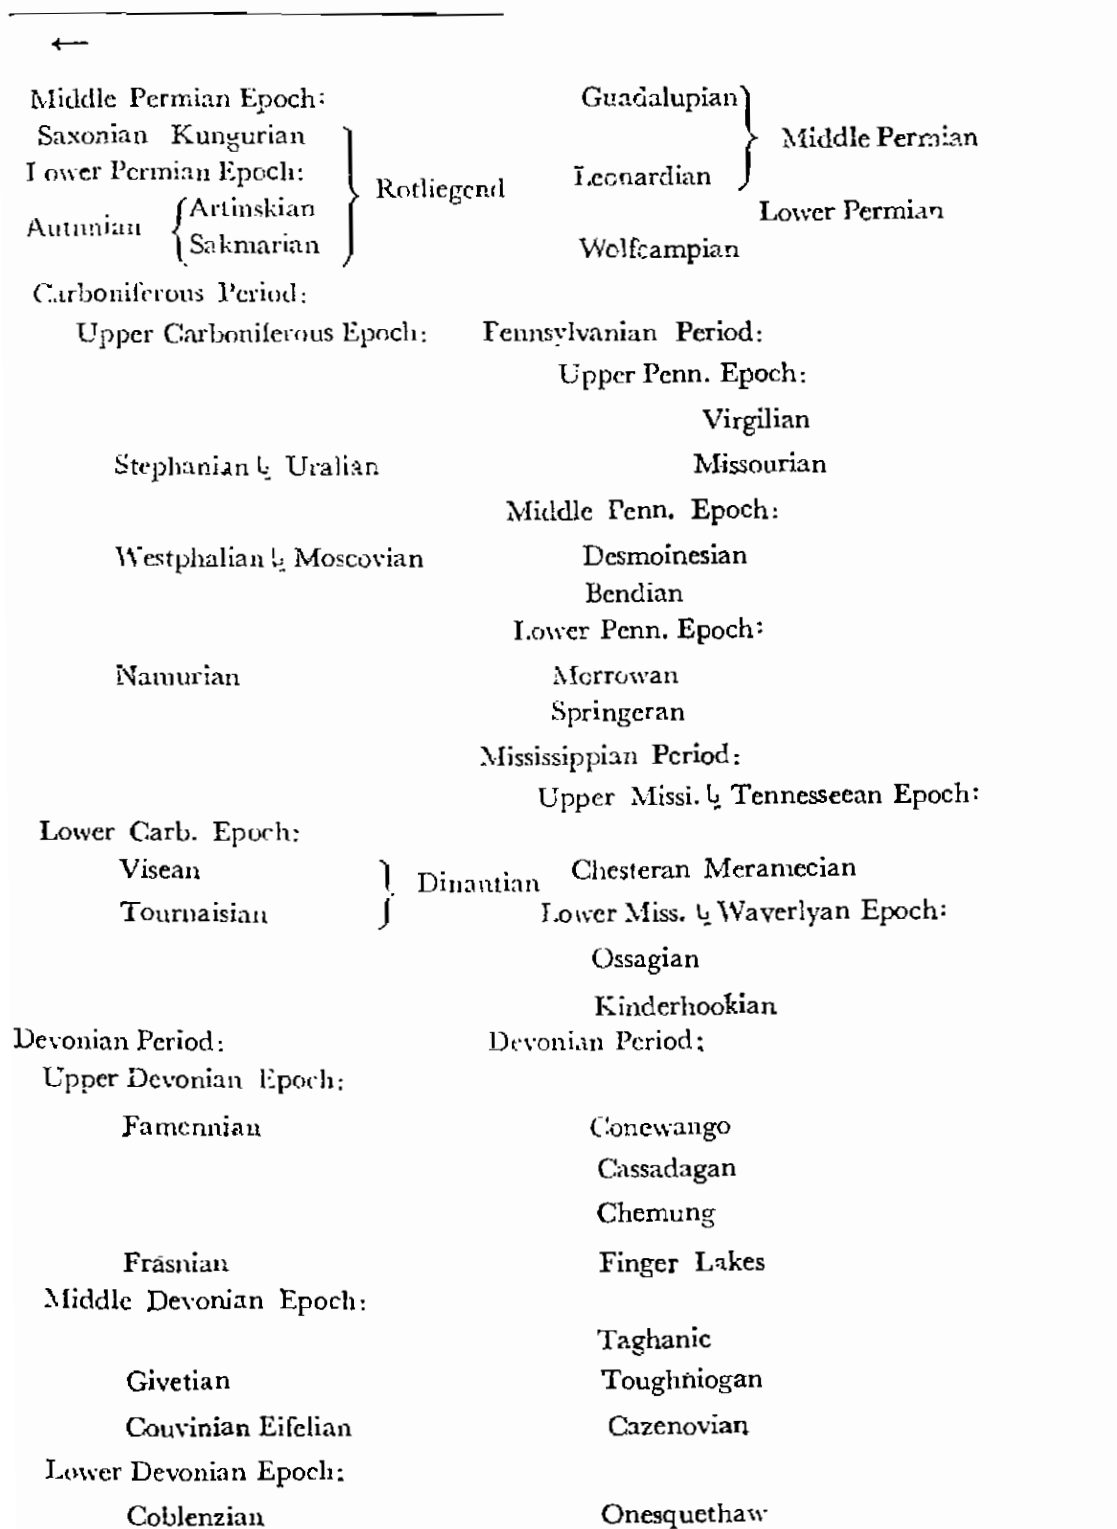 ←
Middle Permian Epoch: Guadalupian
Saxonian Kungurian } Middle Permian
Lower Permian Epoch: } Rotliegend Leonardian
Autunian { Artinskian Lower Permian
Sakmarian Wolfcampian
Carboniferous Period:
Upper Carboniferous Epoch: Pennsylvanian Period:
Upper Penn. Epoch:
Virgilian
Stephanian يا Uralian Missourian
Middle Penn. Epoch:
Westphalian يا Moscovian Desmoinesian
Bendian
Lower Penn. Epoch:
Namurian Morrowan
Springeran
Mississippian Period:
Upper Missi. يا Tennesseean Epoch:
Lower Carb. Epoch:
Visean } Dinantian Chesteran Meramecian
Tournaisian Lower Miss. يا Waverlyan Epoch:
Ossagian
Kinderhookian
Devonian Period: Devonian Period:
Upper Devonian Epoch:
Famennian Conewango
Cassadagan
Chemung
Frasnian Finger Lakes
Middle Devonian Epoch:
Taghanic
Givetian Toughniogan
Couvinian Eifelian Cazenovian
Lower Devonian Epoch:
Coblenzian Onesquethaw